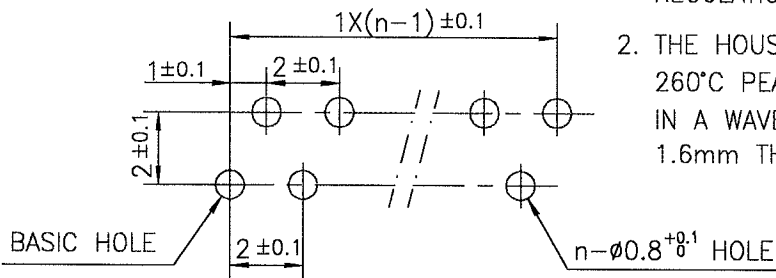 1X(n-1) ±0.1
1±0.1
2 ±0.1
2 ±0.1
BASIC HOLE
2 ±0.1
n-ø0.8 +0.1 0 HOLE
2. THE HOUS
260°C PEA
IN A WAVE
1.6mm TH